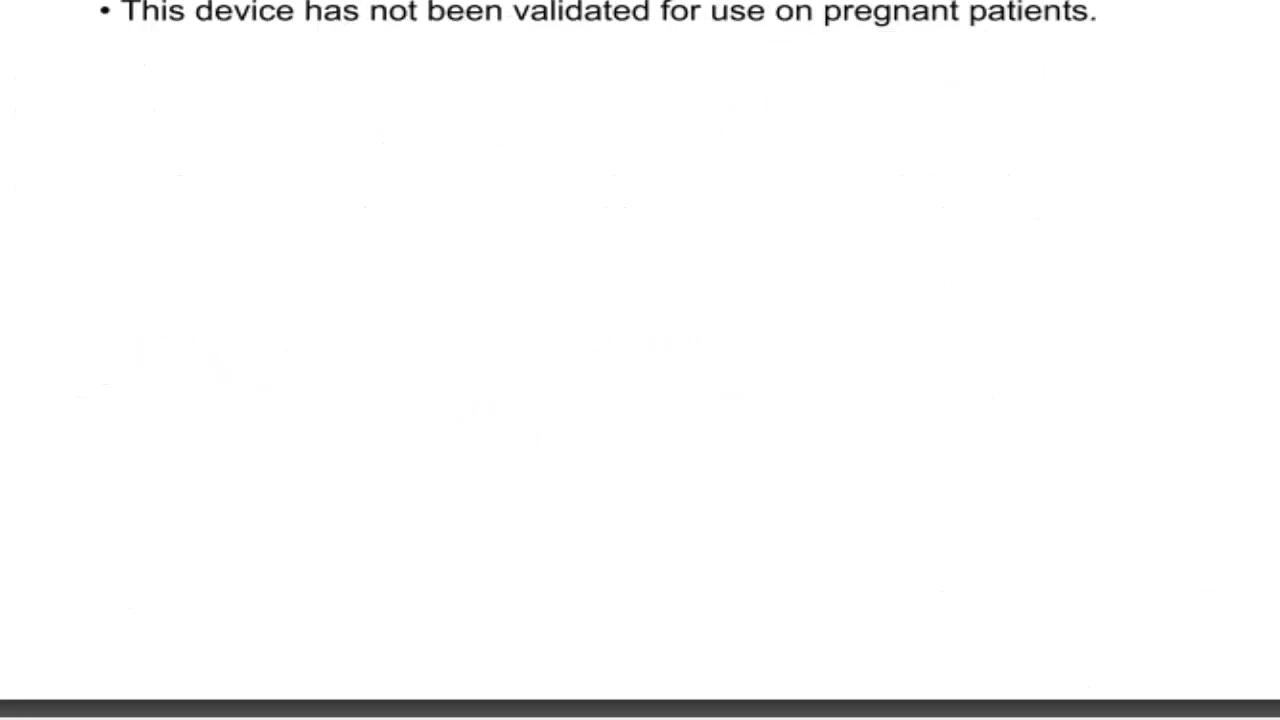 • This device has not been validated for use on pregnant patients.